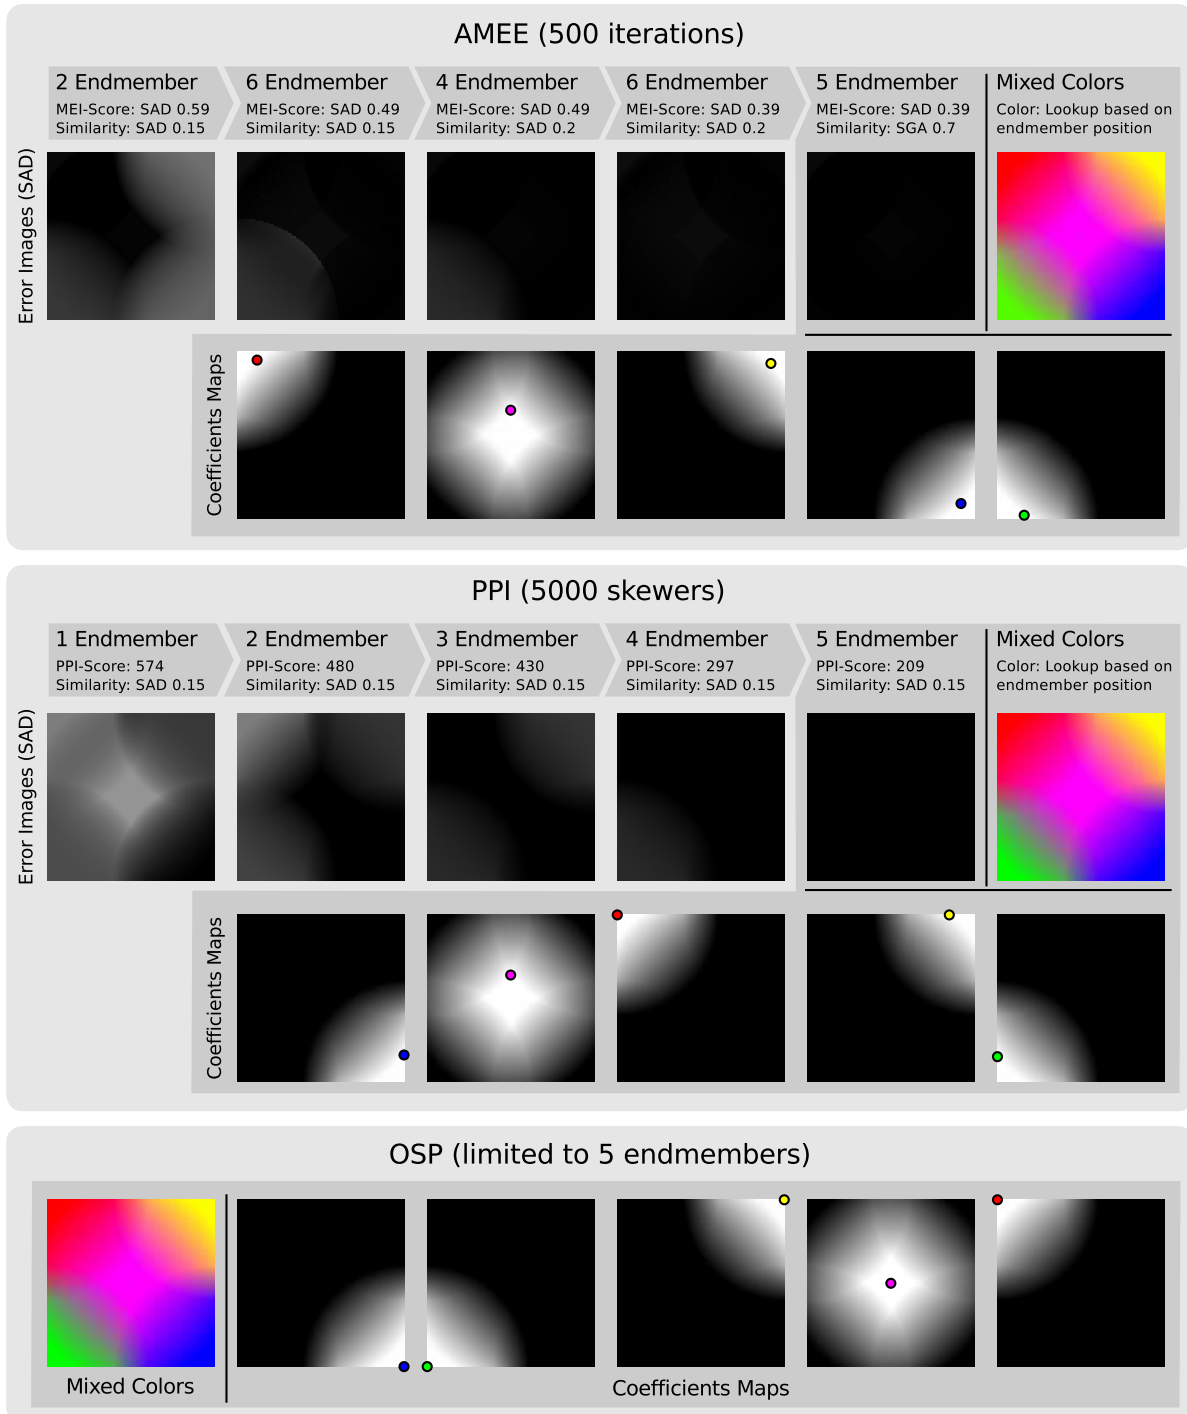 AMEE (500 iterations)
2 Endmember
MEI-Score: SAD 0.59
Similarity: SAD 0.15
6 Endmember
MEI-Score: SAD 0.49
Similarity: SAD 0.15
4 Endmember
MEI-Score: SAD 0.49
Similarity: SAD 0.2
6 Endmember
MEI-Score: SAD 0.39
Similarity: SAD 0.2
5 Endmember
MEI-Score: SAD 0.39
Similarity: SGA 0.7
Mixed Colors
Color: Lookup based on
endmember position
Error Images (SAD)
Coefficients Maps
PPI (5000 skewers)
1 Endmember
PPI-Score: 574
Similarity: SAD 0.15
2 Endmember
PPI-Score: 480
Similarity: SAD 0.15
3 Endmember
PPI-Score: 430
Similarity: SAD 0.15
4 Endmember
PPI-Score: 297
Similarity: SAD 0.15
5 Endmember
PPI-Score: 209
Similarity: SAD 0.15
Mixed Colors
Color: Lookup based on
endmember position
Error Images (SAD)
Coefficients Maps
OSP (limited to 5 endmembers)
Mixed Colors
Coefficients Maps